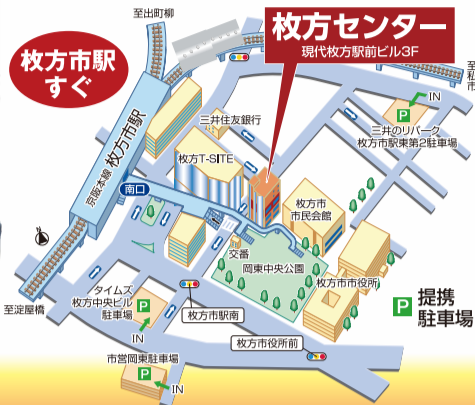 至出町柳
枚方センター
現代枚方駅前ビル3F
枚方市駅
すぐ
至私市
IN
P
三井のリパーク
枚方市駅東第2駐車場
三井住友銀行
枚方T-SITE
京阪本線 枚方市駅
南口
枚方市
市民会館
交番
岡東中央公園
枚方市市役所
至淀屋橋
タイムズ
枚方中央ビル
駐車場
P
IN
枚方市駅南
P 提携
駐車場
枚方市役所前
市営岡東駐車場
P
IN